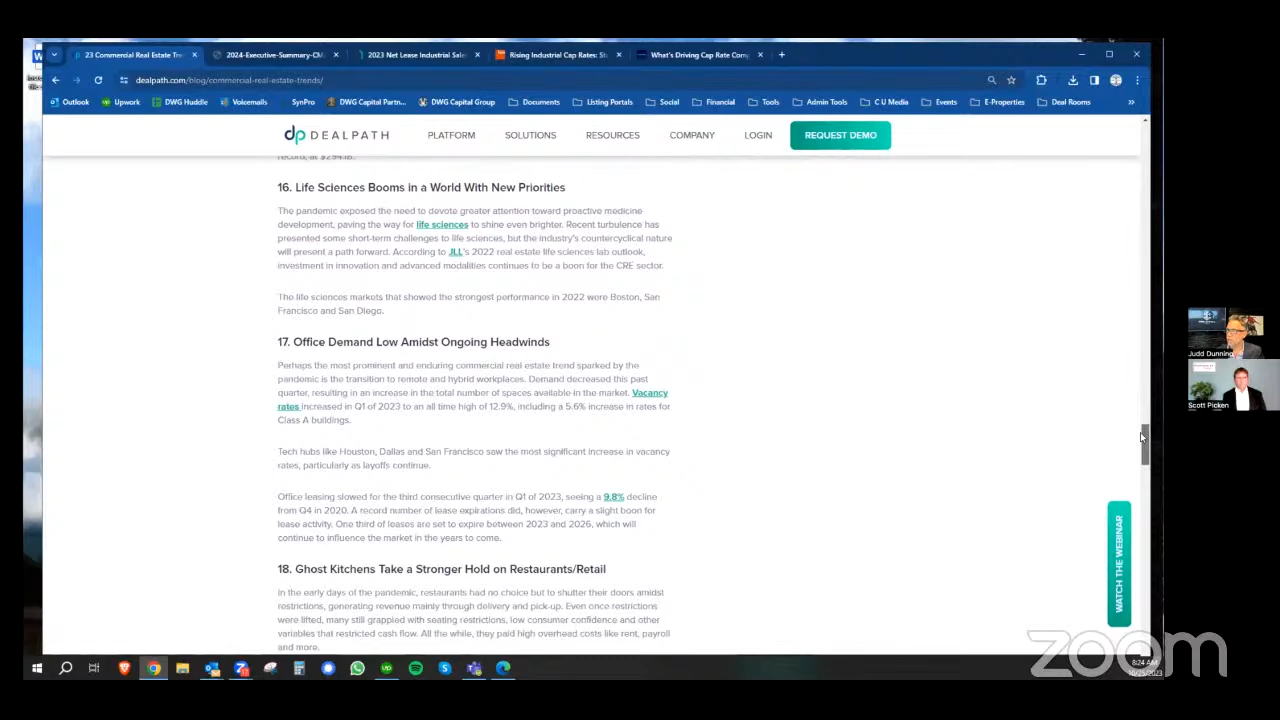 23 Commercial Real Estate Tre
2024-Executive-Summary-CM
2023 Net Lease Industrial Sale
Rising Industrial Cap Rates: St
What's Driving Cap Rate Comp
dealpath.com/blog/commercial-real-estate-trends/
Outlook
Upwork
DWG Huddle
Voicemails
SynPro
DWG Capital Partn...
DWG Capital Group
Documents
Listing Portals
Social
Financial
Tools
Admin Tools
C U Media
Events
E-Properties
Deal Rooms
DEALPATH
PLATFORM
SOLUTIONS
RESOURCES
COMPANY
LOGIN
REQUEST DEMO
record, at $294.18.
16. Life Sciences Booms in a World With New Priorities
The pandemic exposed the need to devote greater attention toward proactive medicine
development, paving the way for life sciences to shine even brighter. Recent turbulence has
presented some short-term challenges to life sciences, but the industry's countercyclical nature
will present a path forward. According to JLL's 2022 real estate life sciences lab outlook,
investment in innovation and advanced modalities continues to be a boon for the CRE sector.
The life sciences markets that showed the strongest performance in 2022 were Boston, San
Francisco and San Diego.
17. Office Demand Low Amidst Ongoing Headwinds
Perhaps the most prominent and enduring commercial real estate trend sparked by the
pandemic is the transition to remote and hybrid workplaces. Demand decreased this past
quarter, resulting in an increase in the total number of spaces available in the market. Vacancy
rates increased in Q1 of 2023 to an all time high of 12.9%, including a 5.6% increase in rates for
Class A buildings.
Tech hubs like Houston, Dallas and San Francisco saw the most significant increase in vacancy
rates, particularly as layoffs continue.
Office leasing slowed for the third consecutive quarter in Q1 of 2023, seeing a 9.8% decline
from Q4 in 2020. A record number of lease expirations did, however, carry a slight boon for
lease activity. One third of leases are set to expire between 2023 and 2026, which will
continue to influence the market in the years to come.
18. Ghost Kitchens Take a Stronger Hold on Restaurants/Retail
In the early days of the pandemic, restaurants had no choice but to shutter their doors amidst
restrictions, generating revenue mainly through delivery and pick-up. Even once restrictions
were lifted, many still grappled with seating restrictions, low consumer confidence and other
variables that restricted cash flow. All the while, they paid high overhead costs like rent, payroll
and more.
WATCH THE WEBINAR
Judd Dunning
Scott Picken
zoom
8:24 AM
10/25/2023